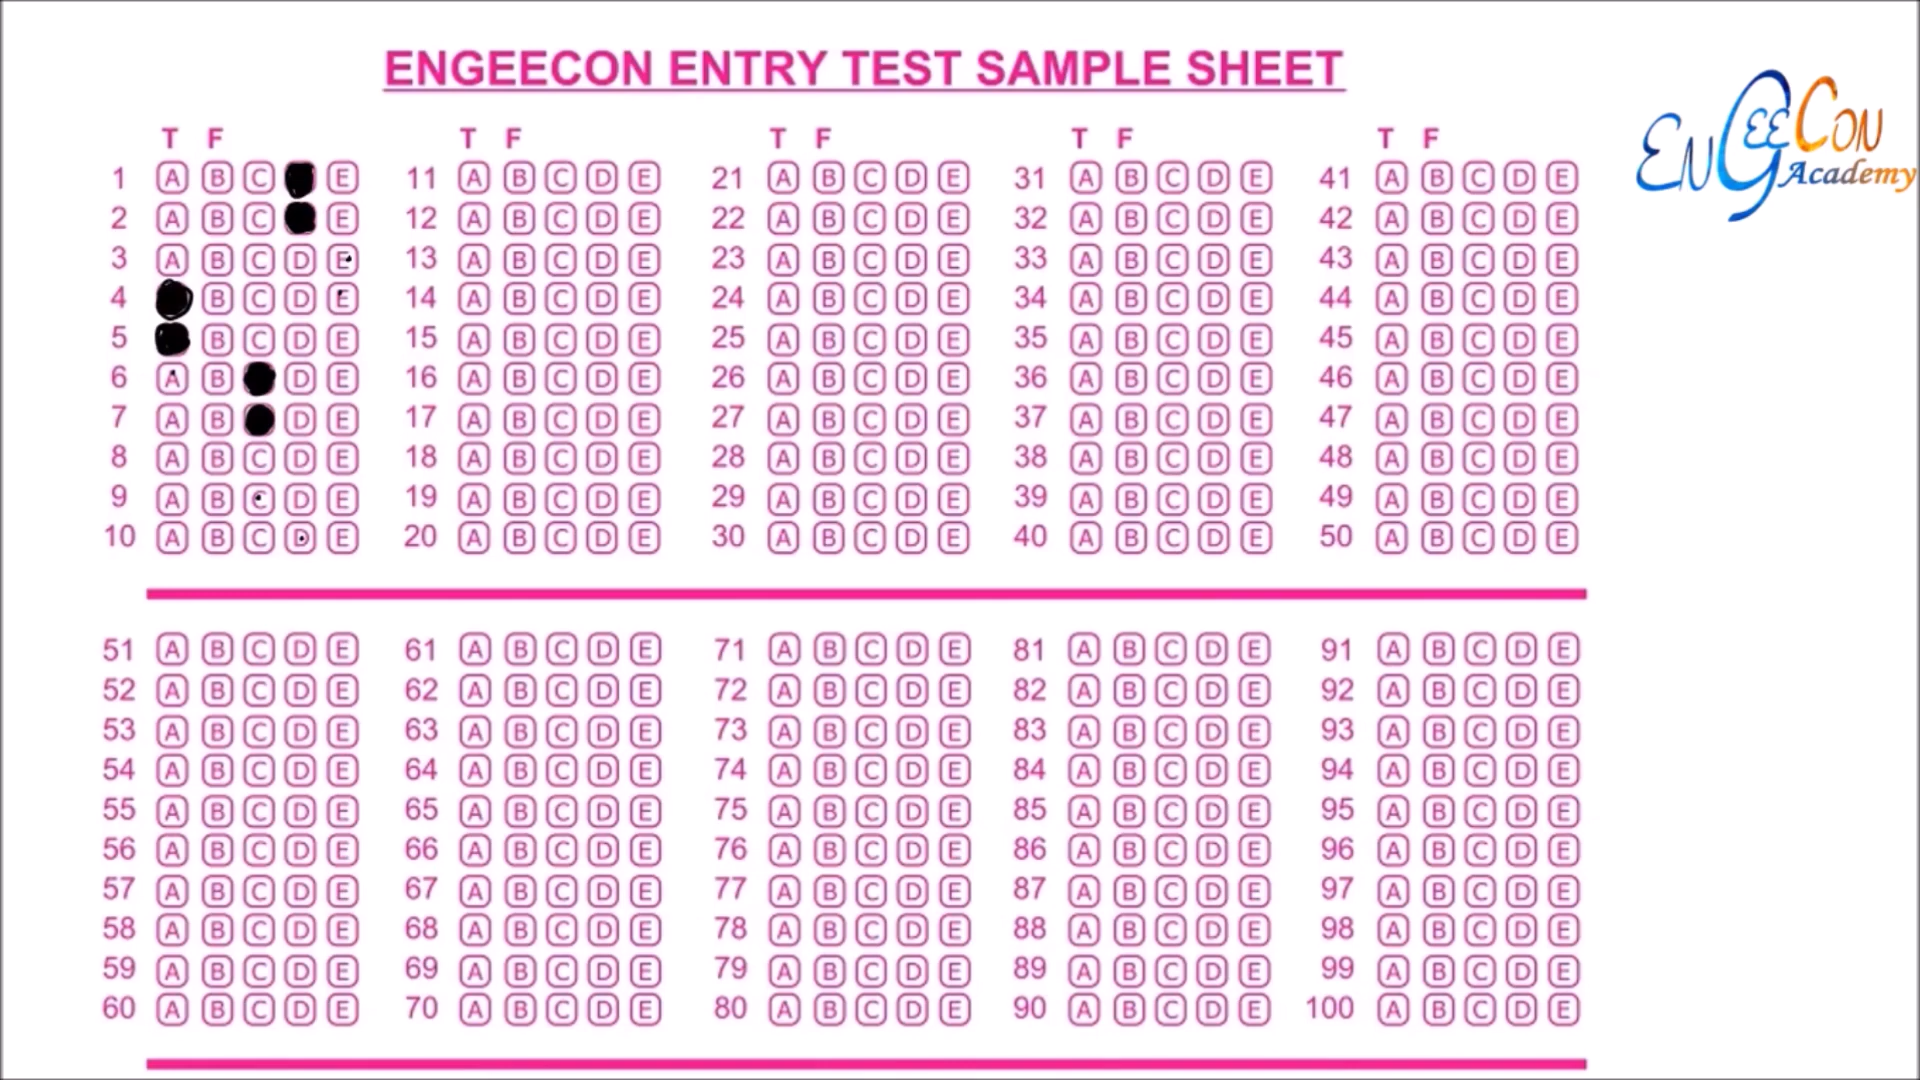 ENGEECON ENTRY TEST SAMPLE SHEET
ENGEECON
Academy
T F T F T F T F T F
1 A B C E 11 A B C D E 21 A B C D E 31 A B C D E 41 A B C D E
2 A B C E 12 A B C D E 22 A B C D E 32 A B C D E 42 A B C D E
3 A B C D E 13 A B C D E 23 A B C D E 33 A B C D E 43 A B C D E
4 B C D E 14 A B C D E 24 A B C D E 34 A B C D E 44 A B C D E
5 B C D E 15 A B C D E 25 A B C D E 35 A B C D E 45 A B C D E
6 A B D E 16 A B C D E 26 A B C D E 36 A B C D E 46 A B C D E
7 A B D E 17 A B C D E 27 A B C D E 37 A B C D E 47 A B C D E
8 A B C D E 18 A B C D E 28 A B C D E 38 A B C D E 48 A B C D E
9 A B C D E 19 A B C D E 29 A B C D E 39 A B C D E 49 A B C D E
10 A B C D E 20 A B C D E 30 A B C D E 40 A B C D E 50 A B C D E
51 A B C D E 61 A B C D E 71 A B C D E 81 A B C D E 91 A B C D E
52 A B C D E 62 A B C D E 72 A B C D E 82 A B C D E 92 A B C D E
53 A B C D E 63 A B C D E 73 A B C D E 83 A B C D E 93 A B C D E
54 A B C D E 64 A B C D E 74 A B C D E 84 A B C D E 94 A B C D E
55 A B C D E 65 A B C D E 75 A B C D E 85 A B C D E 95 A B C D E
56 A B C D E 66 A B C D E 76 A B C D E 86 A B C D E 96 A B C D E
57 A B C D E 67 A B C D E 77 A B C D E 87 A B C D E 97 A B C D E
58 A B C D E 68 A B C D E 78 A B C D E 88 A B C D E 98 A B C D E
59 A B C D E 69 A B C D E 79 A B C D E 89 A B C D E 99 A B C D E
60 A B C D E 70 A B C D E 80 A B C D E 90 A B C D E 100 A B C D E